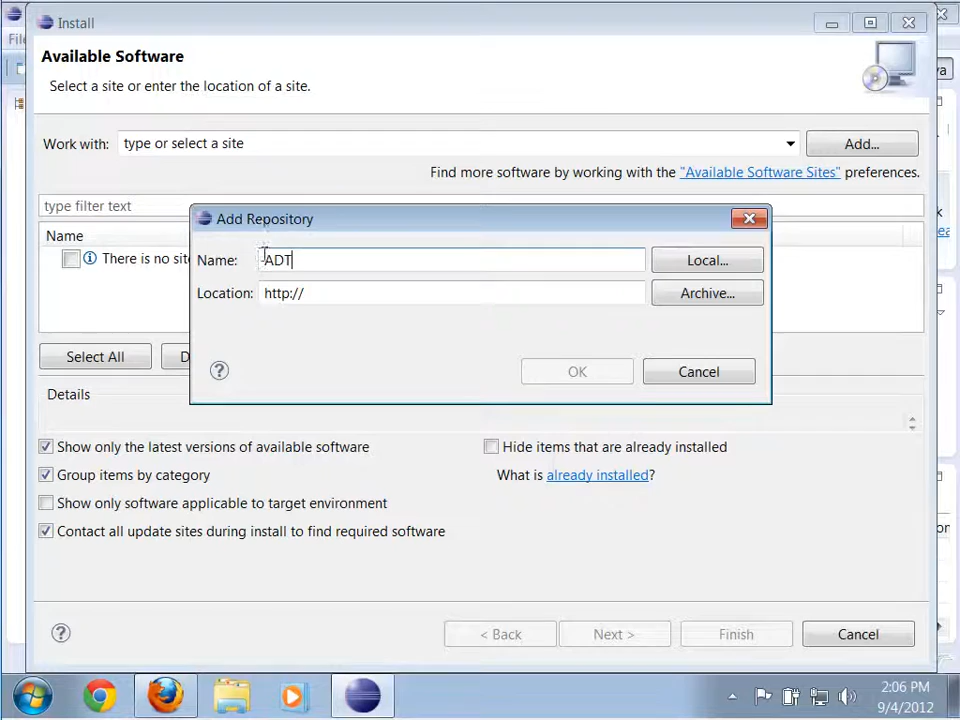 Install
Fil
Available Software
Select a site or enter the location of a site.
Work with:
type or select a site
Add...
Find more software by working with the "Available Software Sites" preferences.
type filter text
Name
There is no site
Add Repository
Name:
ADT
Local...
Location:
http://
Archive...
OK
Cancel
Select All
D
Details
Show only the latest versions of available software
Hide items that are already installed
Group items by category
What is already installed?
Show only software applicable to target environment
Contact all update sites during install to find required software
< Back
Next >
Finish
Cancel
2:06 PM
9/4/2012